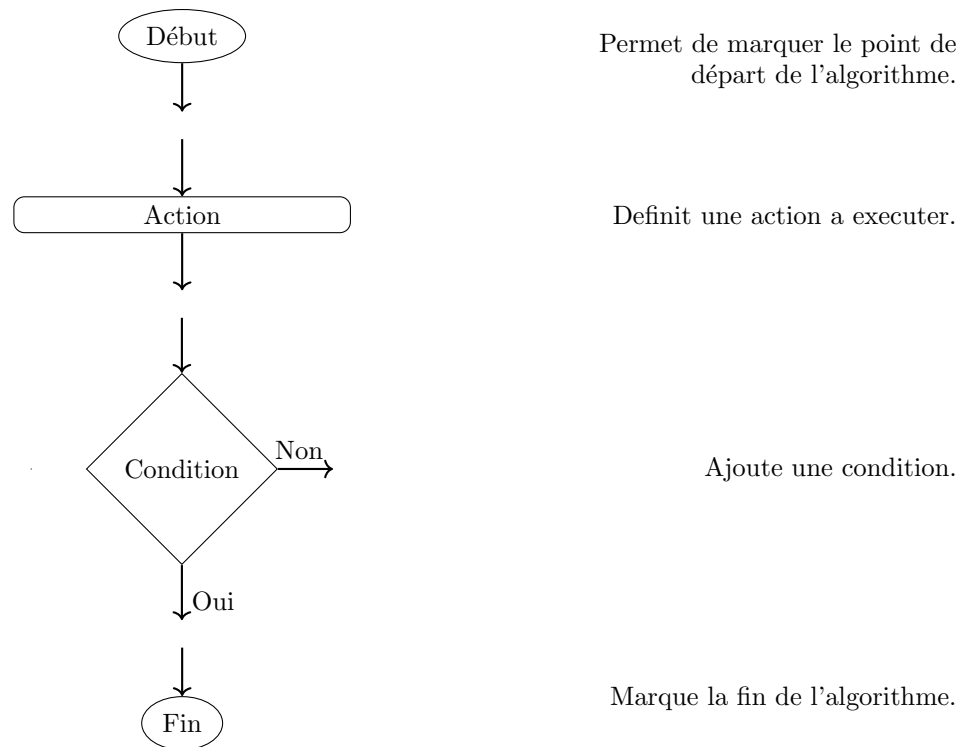 Début
Permet de marquer le point de
départ de l'algorithme.
Action
Definit une action a executer.
Non
Condition
Ajoute une condition.
Oui
Fin
Marque la fin de l'algorithme.